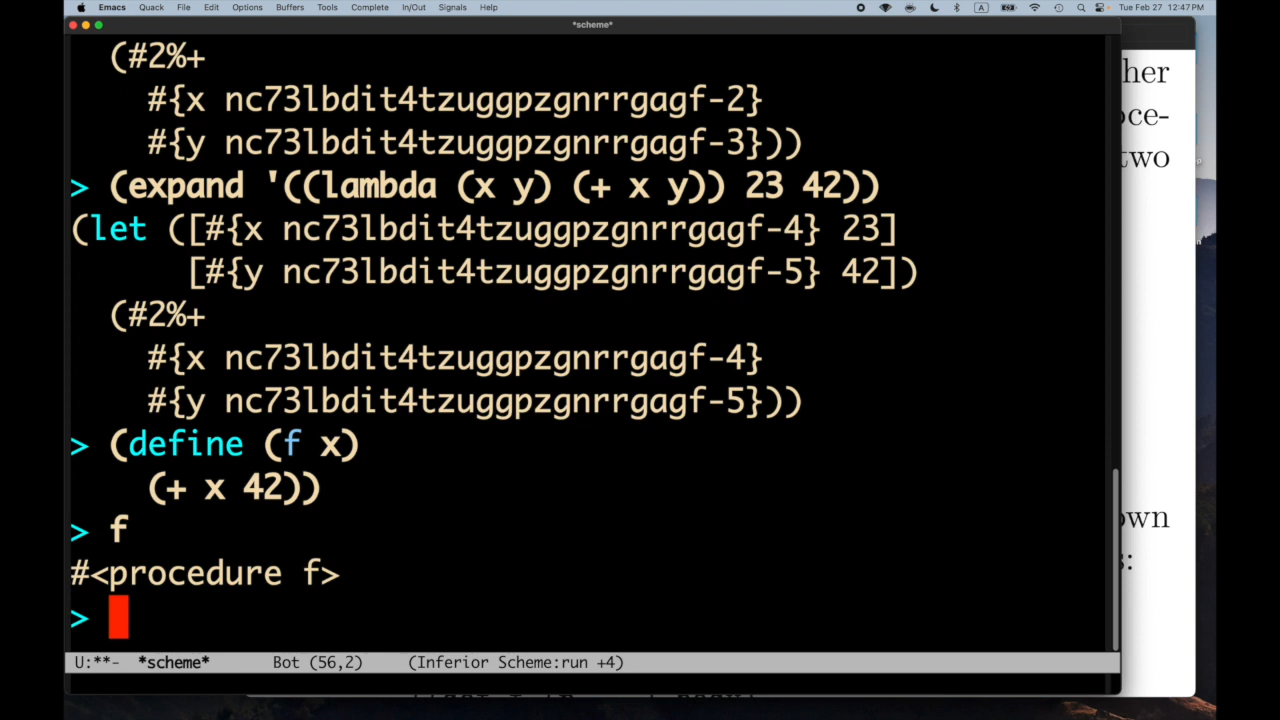 Emacs Quack File Edit Options Buffers Tools Complete In/Out Signals Help A Tue Feb 27 12:47 PM
*scheme*
(#2%+
#{x nc73lbdit4tzuggpzgnrrgagf-2}
#{y nc73lbdit4tzuggpzgnrrgagf-3}))
> (expand '((lambda (x y) (+ x y)) 23 42))
(let ([#{x nc73lbdit4tzuggpzgnrrgagf-4} 23]
[#{y nc73lbdit4tzuggpzgnrrgagf-5} 42])
(#2%+
#{x nc73lbdit4tzuggpzgnrrgagf-4}
#{y nc73lbdit4tzuggpzgnrrgagf-5}))
> (define (f x)
(+ x 42))
> f
#<procedure f>
>
U:**- *scheme* Bot (56,2) (Inferior Scheme:run +4)
her
oce-
two
own